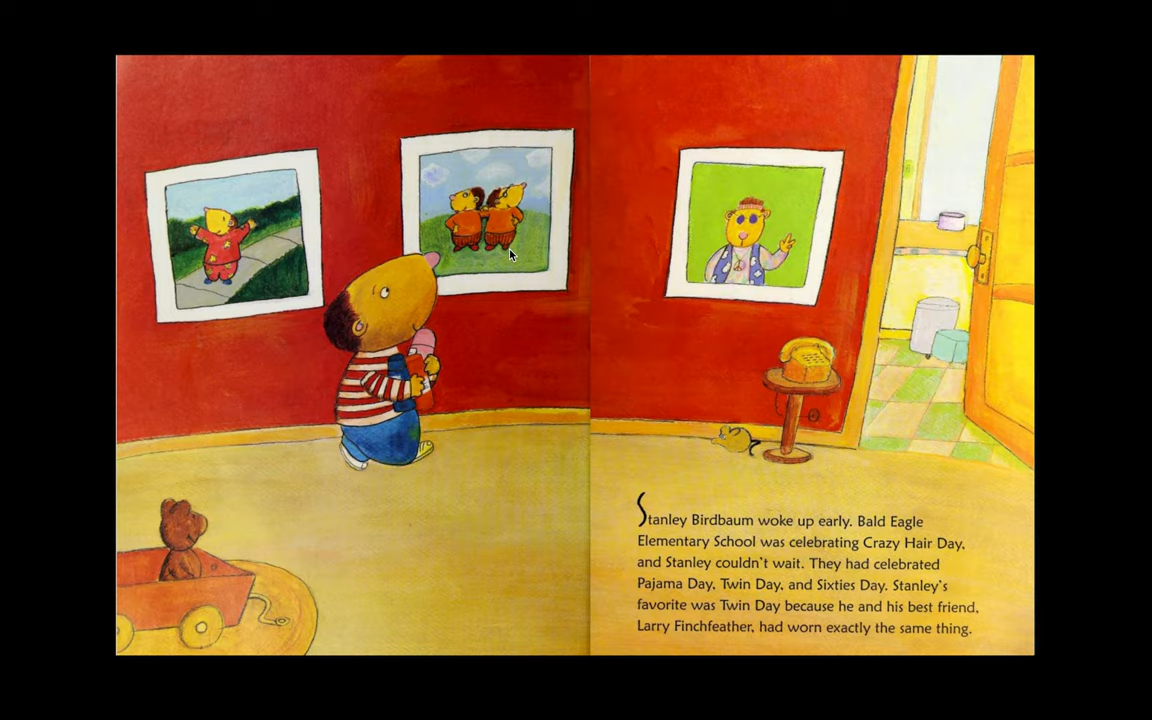 Stanley Birdbaum woke up early. Bald Eagle
Elementary School was celebrating Crazy Hair Day,
and Stanley couldn't wait. They had celebrated
Pajama Day, Twin Day, and Sixties Day. Stanley's
favorite was Twin Day because he and his best friend,
Larry Finchfeather, had worn exactly the same thing.